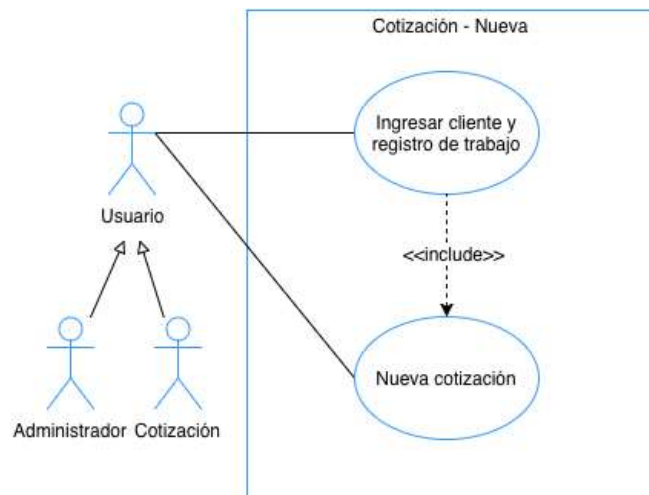 Cotización - Nueva
Ingresar cliente y
registro de trabajo
Usuario
<<include>>
Nueva cotización
Administrador
Cotización